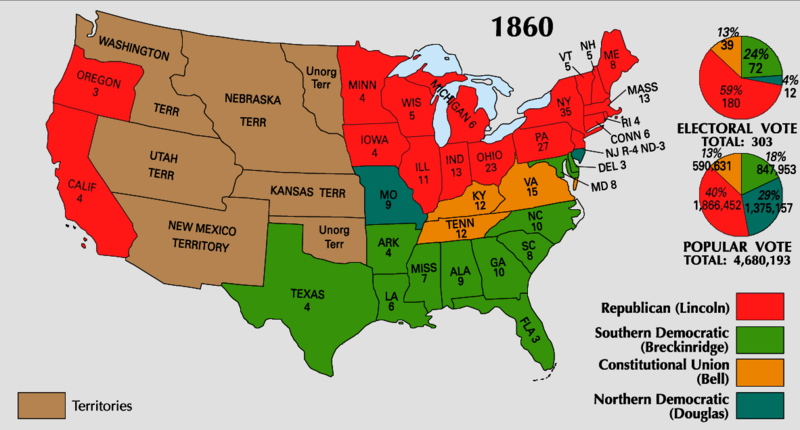 1860
WASHINGTON
TERR
OREGON
3
CALIF
4
UTAH
TERR
NEW MEXICO
TERRITORY
NEBRASKA
TERR
Unorg
Terr
KANSAS TERR
Unorg
Terr
TEXAS
4
MINN
4
IOWA
4
MO
9
ARK
4
LA
6
WIS
5
ILL
11
MICHIGAN 6
IND
13
OHIO
23
KY
12
TENN
12
MISS
7
ALA
9
GA
10
FLA 3
SC
8
NC
10
VA
15
PA
27
NY
35
VT
5
NH
5
ME
8
MASS
13
RI 4
CONN 6
NJ R-4 ND-3
DEL 3
MD 8
13%
39
24%
72
4%
12
59%
180
ELECTORAL VOTE
TOTAL: 303
13%
590,631
18%
847,953
40%
1,866,452
29%
1,375,157
POPULAR VOTE
TOTAL: 4,680,193
Republican (Lincoln)
Southern Democratic
(Breckinridge)
Constitutional Union
(Bell)
Northern Democratic
(Douglas)
Territories